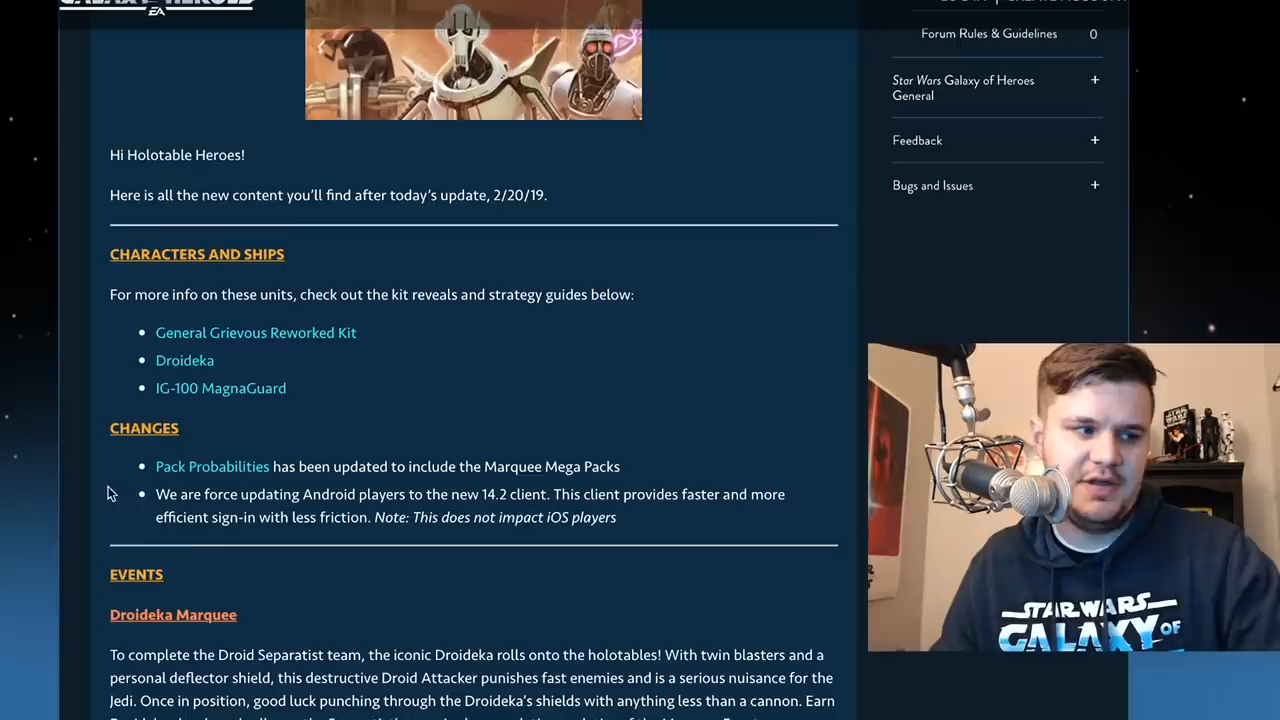 GALAXY OF HEROES
EA
Forum Rules & Guidelines 0
Star Wars Galaxy of Heroes
General
Feedback
Bugs and Issues
Hi Holotable Heroes!
Here is all the new content you'll find after today's update, 2/20/19.
CHARACTERS AND SHIPS
For more info on these units, check out the kit reveals and strategy guides below:
General Grievous Reworked Kit
Droideka
IG-100 MagnaGuard
CHANGES
Pack Probabilities has been updated to include the Marquee Mega Packs
We are force updating Android players to the new 14.2 client. This client provides faster and more
efficient sign-in with less friction. Note: This does not impact iOS players
EVENTS
Droideka Marquee
To complete the Droid Separatist team, the iconic Droideka rolls onto the holotables! With twin blasters and a
personal deflector shield, this destructive Droid Attacker punishes fast enemies and is a serious nuisance for the
Jedi. Once in position, good luck punching through the Droideka's shields with anything less than a cannon. Earn
STAR WARS
GALAXY OF